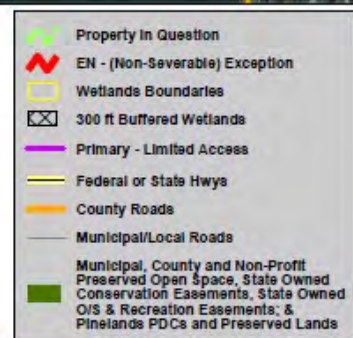 Property In Question
EN - (Non-Severable) Exception
Wetlands Boundaries
300 ft Buffered Wetlands
Primary - Limited Access
Federal or State Hwys
County Roads
Municipal/Local Roads
Municipal, County and Non-Profit
Preserved Open Space, State Owned
Conservation Easements, State Owned
O/S & Recreation Easements; &
Pinelands PDCs and Preserved Lands